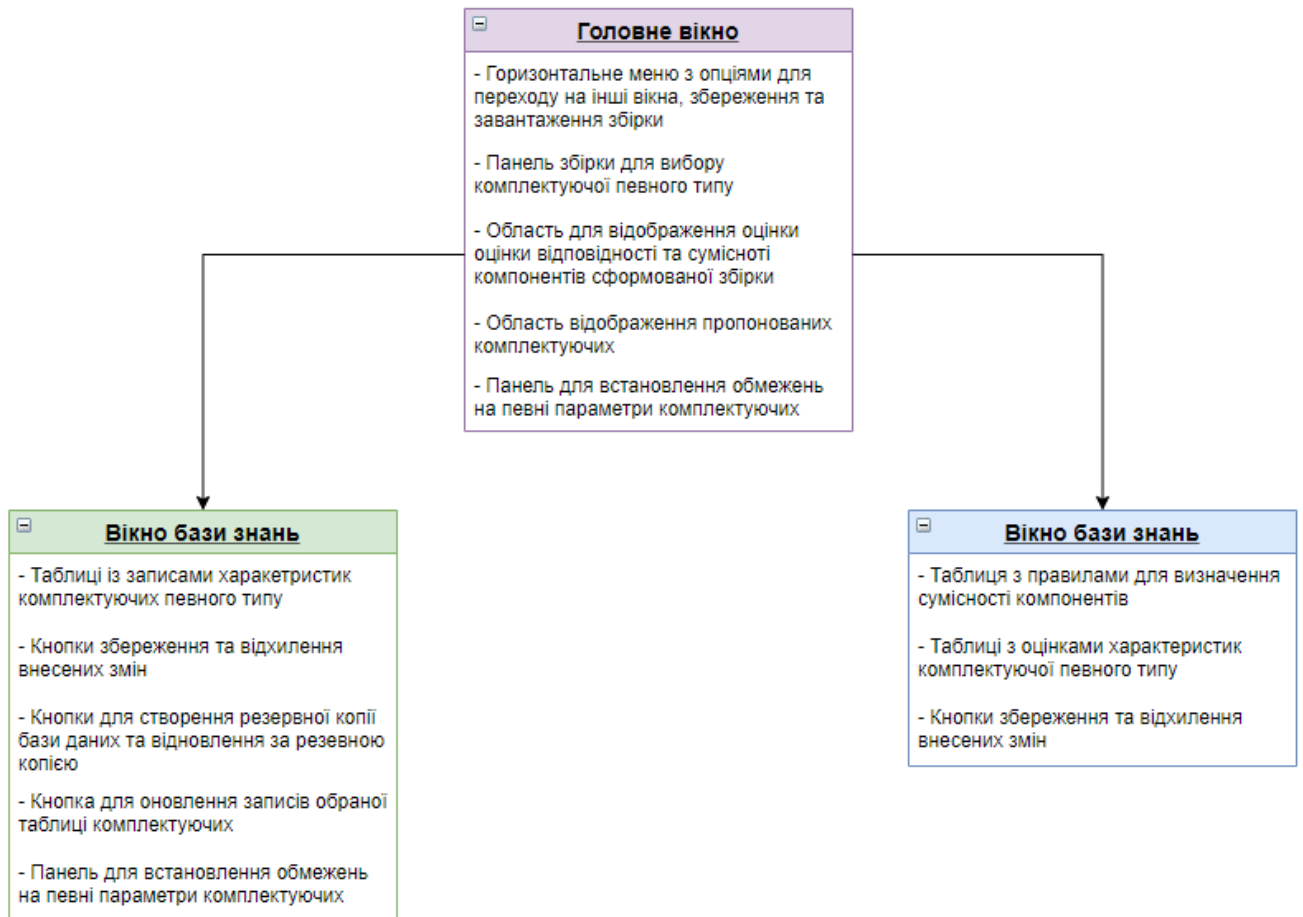 Головне вікно
- Горизонтальне меню з опціями для
переходу на інші вікна, збереження та
завантаження збірки
- Панель збірки для вибору
комплектуючої певного типу
- Область для відображення оцінки
оцінки відповідності та сумісноті
компонентів сформованої збірки
- Область відображення пропонованих
комплектуючих
- Панель для встановлення обмежень
на певні параметри комплектуючих
Вікно бази знань
- Таблиці із записами характеристик
комплектуючих певного типу
- Кнопки збереження та відхилення
внесених змін
- Кнопки для створення резервної копії
бази даних та відновлення за резевною
копією
- Кнопка для оновлення записів обраної
таблиці комплектуючих
- Панель для встановлення обмежень
на певні параметри комплектуючих
Вікно бази знань
- Таблиця з правилами для визначення
сумісності компонентів
- Таблиці з оцінками характеристик
комплектуючої певного типу
- Кнопки збереження та відхилення
внесених змін